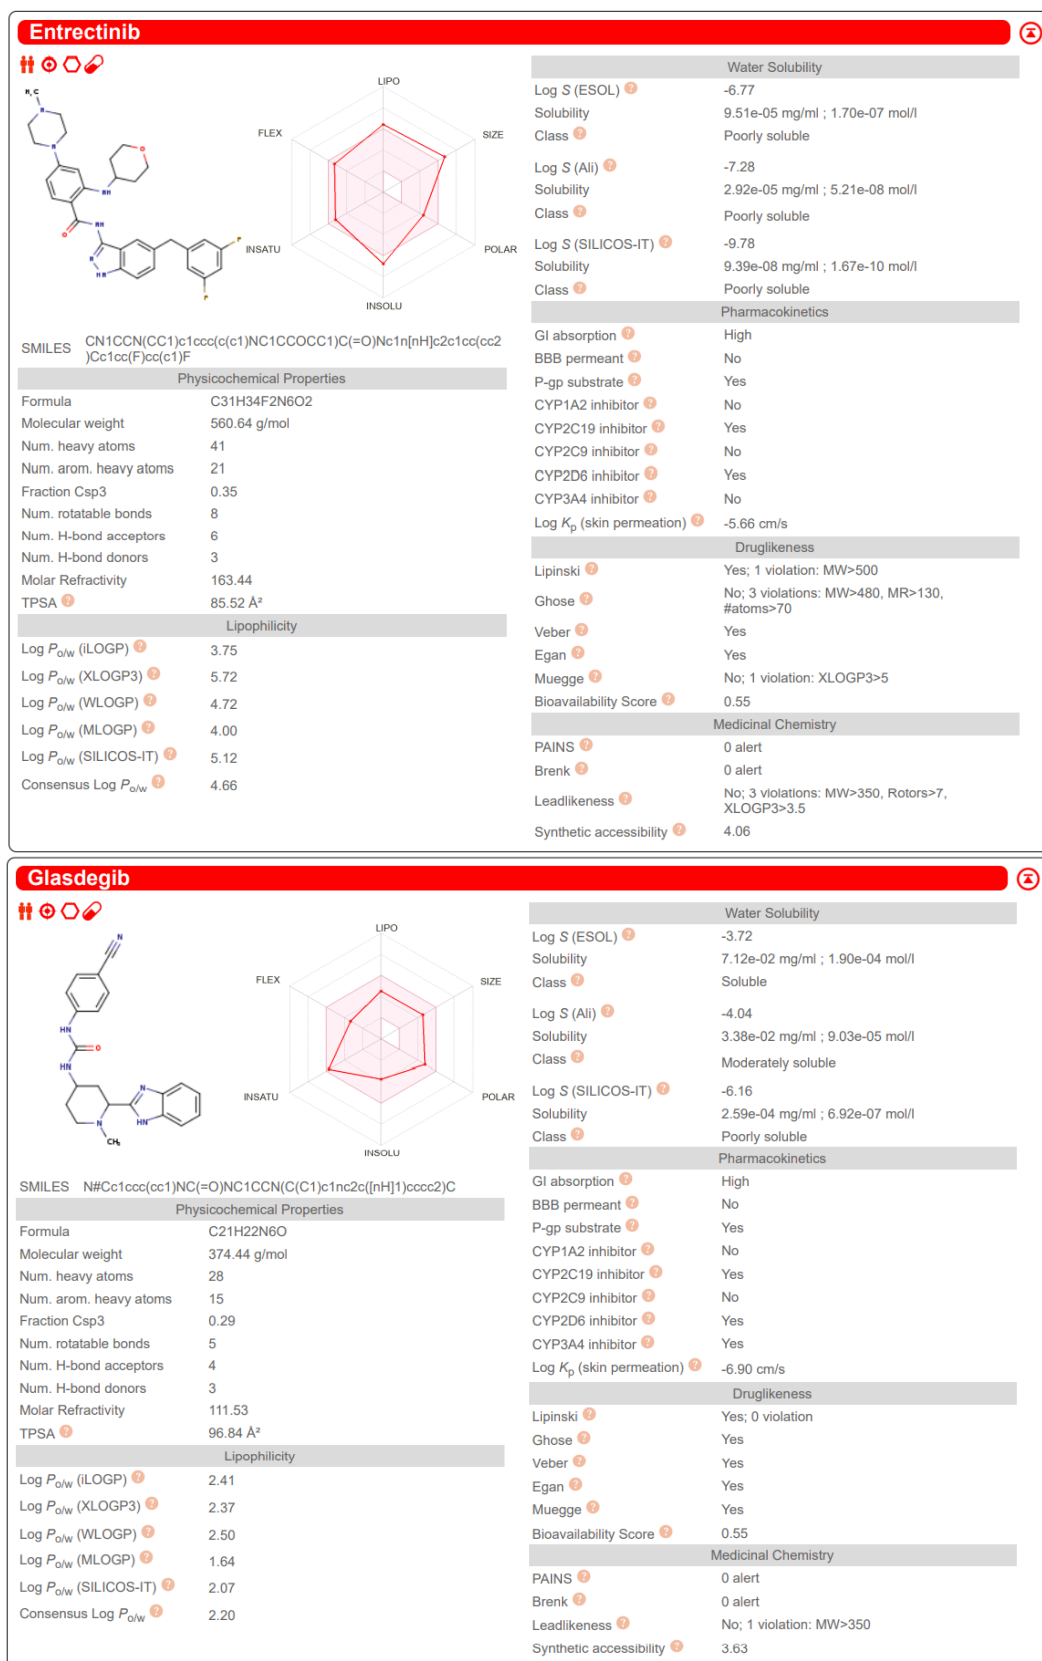 Entrectinib
LIPO
SIZE
POLAR
INSOLU
INSATU
FLEX
H3C
N
N
O
NH
O
NH
N
HN
F
F
SMILES CN1CCN(CC1)c1ccc(c(c1)NC1CCOCC1)C(=O)Nc1n[nH]c2c1cc(cc2
)Cc1cc(F)cc(c1)F
Physicochemical Properties
Formula C31H34F2N6O2
Molecular weight 560.64 g/mol
Num. heavy atoms 41
Num. arom. heavy atoms 21
Fraction Csp3 0.35
Num. rotatable bonds 8
Num. H-bond acceptors 6
Num. H-bond donors 3
Molar Refractivity 163.44
TPSA ? 85.52 Å²
Lipophilicity
Log Po/w (iLOGP) ? 3.75
Log Po/w (XLOGP3) ? 5.72
Log Po/w (WLOGP) ? 4.72
Log Po/w (MLOGP) ? 4.00
Log Po/w (SILICOS-IT) ? 5.12
Consensus Log Po/w ? 4.66
Water Solubility
Log S (ESOL) ? -6.77
Solubility 9.51e-05 mg/ml ; 1.70e-07 mol/l
Class ? Poorly soluble
Log S (Ali) ? -7.28
Solubility 2.92e-05 mg/ml ; 5.21e-08 mol/l
Class ? Poorly soluble
Log S (SILICOS-IT) ? -9.78
Solubility 9.39e-08 mg/ml ; 1.67e-10 mol/l
Class ? Poorly soluble
Pharmacokinetics
GI absorption ? High
BBB permeant ? No
P-gp substrate ? Yes
CYP1A2 inhibitor ? No
CYP2C19 inhibitor ? Yes
CYP2C9 inhibitor ? No
CYP2D6 inhibitor ? Yes
CYP3A4 inhibitor ? No
Log Kp (skin permeation) ? -5.66 cm/s
Druglikeness
Lipinski ? Yes; 1 violation: MW>500
Ghose ? No; 3 violations: MW>480, MR>130,
#atoms>70
Veber ? Yes
Egan ? Yes
Muegge ? No; 1 violation: XLOGP3>5
Bioavailability Score ? 0.55
Medicinal Chemistry
PAINS ? 0 alert
Brenk ? 0 alert
Leadlikeness ? No; 3 violations: MW>350, Rotors>7,
XLOGP3>3.5
Synthetic accessibility ? 4.06
Glasdegib
LIPO
SIZE
POLAR
INSOLU
INSATU
FLEX
N
HN
O
HN
N
HN
N
CH3
SMILES N#Cc1ccc(cc1)NC(=O)NC1CCN(C(C1)c1nc2c([nH]1)cccc2)C
Physicochemical Properties
Formula C21H22N6O
Molecular weight 374.44 g/mol
Num. heavy atoms 28
Num. arom. heavy atoms 15
Fraction Csp3 0.29
Num. rotatable bonds 5
Num. H-bond acceptors 4
Num. H-bond donors 3
Molar Refractivity 111.53
TPSA ? 96.84 Å²
Lipophilicity
Log Po/w (iLOGP) ? 2.41
Log Po/w (XLOGP3) ? 2.37
Log Po/w (WLOGP) ? 2.50
Log Po/w (MLOGP) ? 1.64
Log Po/w (SILICOS-IT) ? 2.07
Consensus Log Po/w ? 2.20
Water Solubility
Log S (ESOL) ? -3.72
Solubility 7.12e-02 mg/ml ; 1.90e-04 mol/l
Class ? Soluble
Log S (Ali) ? -4.04
Solubility 3.38e-02 mg/ml ; 9.03e-05 mol/l
Class ? Moderately soluble
Log S (SILICOS-IT) ? -6.16
Solubility 2.59e-04 mg/ml ; 6.92e-07 mol/l
Class ? Poorly soluble
Pharmacokinetics
GI absorption ? High
BBB permeant ? No
P-gp substrate ? Yes
CYP1A2 inhibitor ? No
CYP2C19 inhibitor ? Yes
CYP2C9 inhibitor ? No
CYP2D6 inhibitor ? Yes
CYP3A4 inhibitor ? Yes
Log Kp (skin permeation) ? -6.90 cm/s
Druglikeness
Lipinski ? Yes; 0 violation
Ghose ? Yes
Veber ? Yes
Egan ? Yes
Muegge ? Yes
Bioavailability Score ? 0.55
Medicinal Chemistry
PAINS ? 0 alert
Brenk ? 0 alert
Leadlikeness ? No; 1 violation: MW>350
Synthetic accessibility ? 3.63